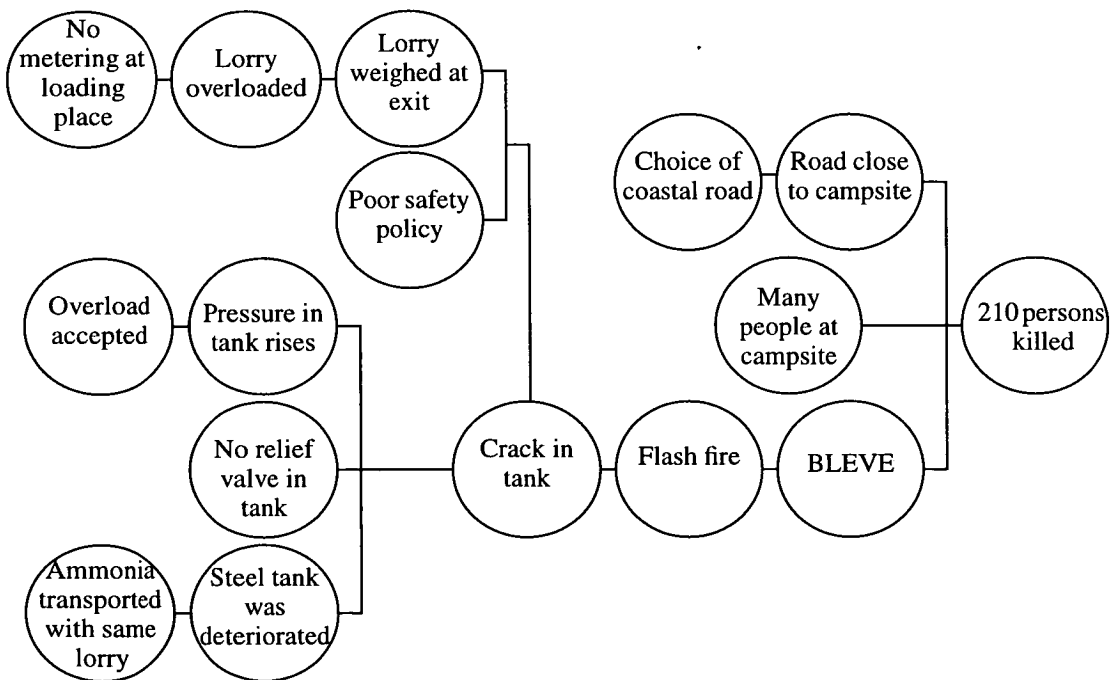 No
metering at
loading
place
Lorry
overloaded
Lorry
weighed at
exit
Poor safety
policy
Choice of
coastal road
Road close
to campsite
Overload
accepted
Pressure in
tank rises
Many
people at
campsite
210 persons
killed
No relief
valve in
tank
Crack in
tank
Flash fire
BLEVE
Ammonia
transported
with same
lorry
Steel tank
was
deteriorated